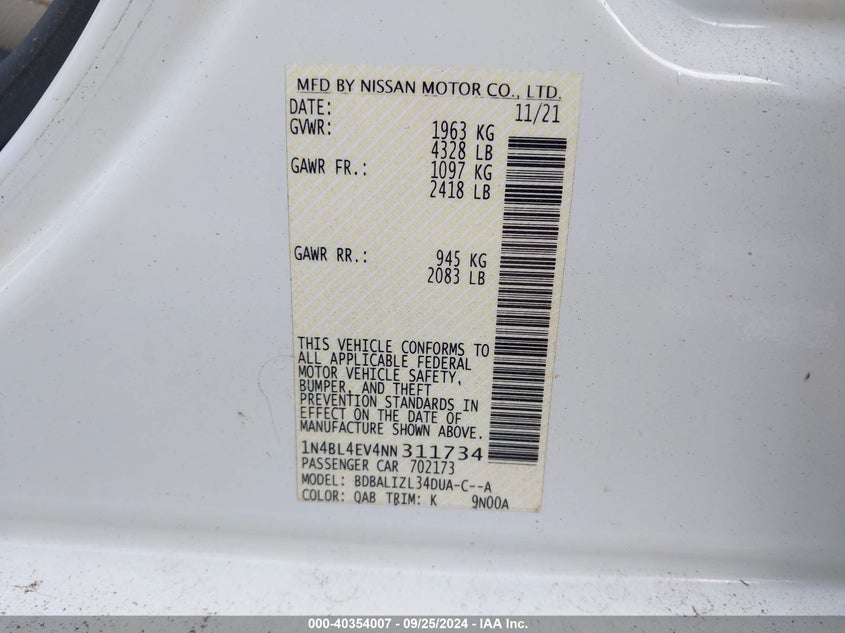 MFD BY NISSAN MOTOR CO., LTD.
DATE: 11/21
GVWR: 1963 KG
4328 LB
GAWR FR.: 1097 KG
2418 LB
GAWR RR.: 945 KG
2083 LB
THIS VEHICLE CONFORMS TO
ALL APPLICABLE FEDERAL
MOTOR VEHICLE SAFETY,
BUMPER, AND THEFT
PREVENTION STANDARDS IN
EFFECT ON THE DATE OF
MANUFACTURE SHOWN ABOVE.
1N4BL4EV4NN311734
PASSENGER CAR 702173
MODEL: BDBALIZL34DUA-C--A
COLOR: QAB TRIM: K 9N00A
000-40354007 - 09/25/2024 - IAA Inc.